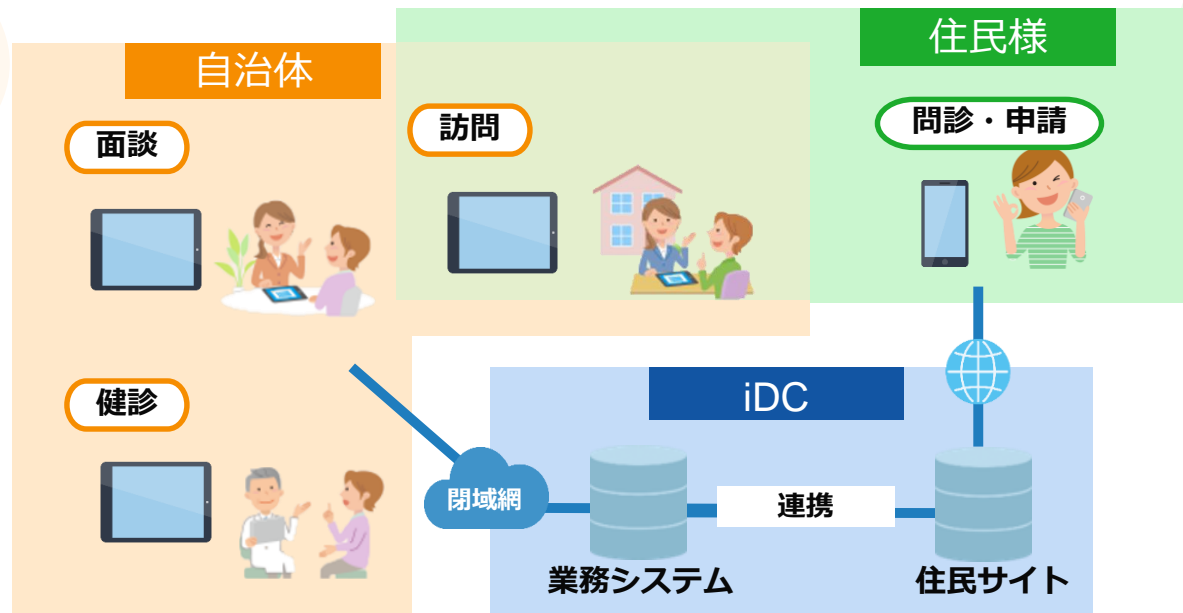 自治体
住民様
面談
訪問
問診・申請
健診
iDC
閉域網
連携
業務システム
住民サイト